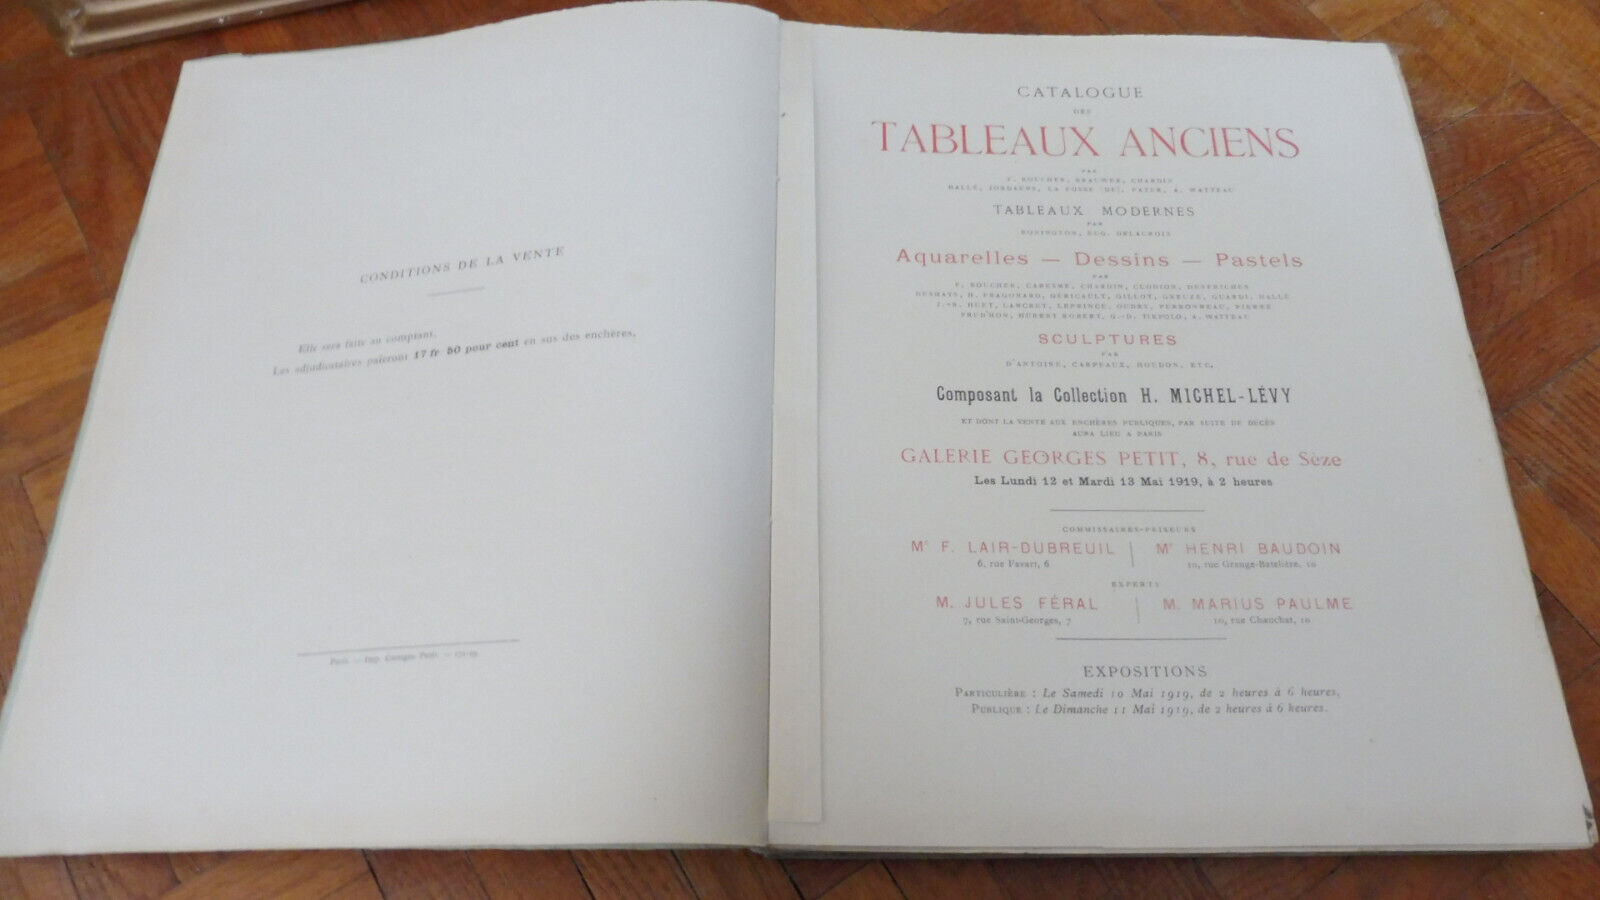 CONDITIONS DE LA VENTE
Elle sera faite au comptant.
Les adjudicataires paieront 17 fr 50 pour cent en sus des enchères.
Paris — Imp. Georges Petit —
CATALOGUE
DES
TABLEAUX ANCIENS
PAR
F. BOUCHER, BRAUWER, CHARDIN
HALLÉ, JORDAENS, LA FOSSE (DE), PATER, A. WATTEAU
TABLEAUX MODERNES
PAR
BONINGTON, EUG. DELACROIX
Aquarelles — Dessins — Pastels
PAR
F. BOUCHER, CARESME, CHARDIN, CLODION, DESFRICHES
DESHAYS, H. FRAGONARD, GÉRICAULT, GILLOT, GREUZE, GUARDI, HALLÉ
J.-B. HUET, LANCRET, LEPRINCE, OUDRY, PERRONNEAU, PIERRE
PRUD'HON, HUBERT ROBERT, G.-D. TIEPOLO, A. WATTEAU
SCULPTURES
PAR
D'ANTOINE, CARPEAUX, HOUDON, ETC.
Composant la Collection H. MICHEL-LÉVY
ET DONT LA VENTE AUX ENCHÈRES PUBLIQUES, PAR SUITE DE DÉCÈS
AURA LIEU A PARIS
GALERIE GEORGES PETIT, 8, rue de Sèze
Les Lundi 12 et Mardi 13 Mai 1919, à 2 heures
COMMISSAIRES-PRISEURS
Me F. LAIR-DUBREUIL
6, rue Favart, 6
Me HENRI BAUDOIN
10, rue Grange-Batelière, 10
EXPERTS
M. JULES FÉRAL
7, rue Saint-Georges, 7
M. MARIUS PAULME
10, rue Chauchat, 10
EXPOSITIONS
PARTICULIÈRE : Le Samedi 10 Mai 1919, de 2 heures à 6 heures.
PUBLIQUE : Le Dimanche 11 Mai 1919, de 2 heures à 6 heures.